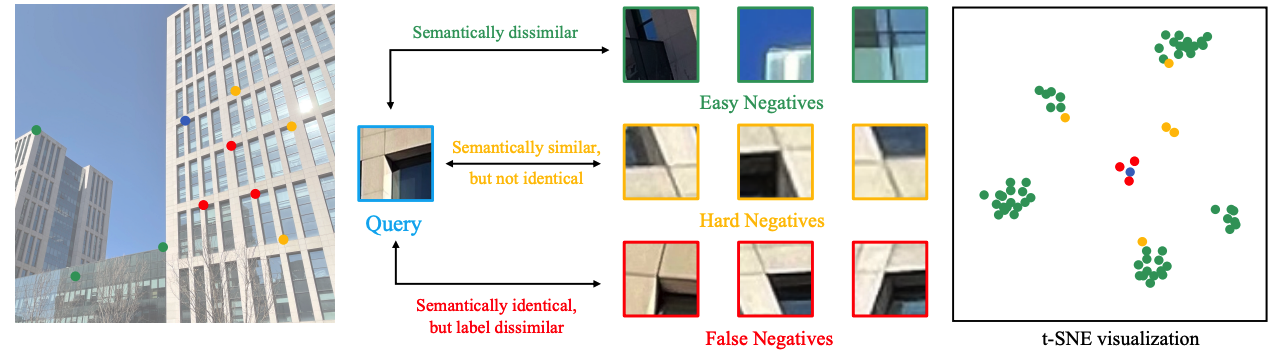 Semantically dissimilar
Easy Negatives
Semantically similar,
but not identical
Query
Hard Negatives
Semantically identical,
but label dissimilar
False Negatives
t-SNE visualization